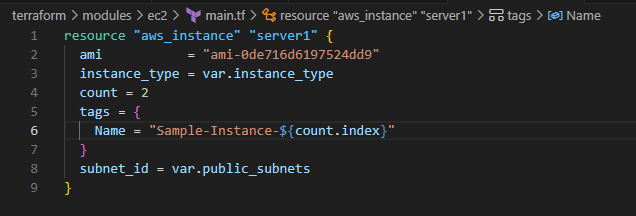 terraform > modules > ec2 > main.tf > resource "aws_instance" "server1" > tags > Name
1 resource "aws_instance" "server1" {
2   ami           = "ami-0de716d6197524dd9"
3   instance_type = var.instance_type
4   count = 2
5   tags = {
6     Name = "Sample-Instance-${count.index}"
7   }
8   subnet_id = var.public_subnets
9 }